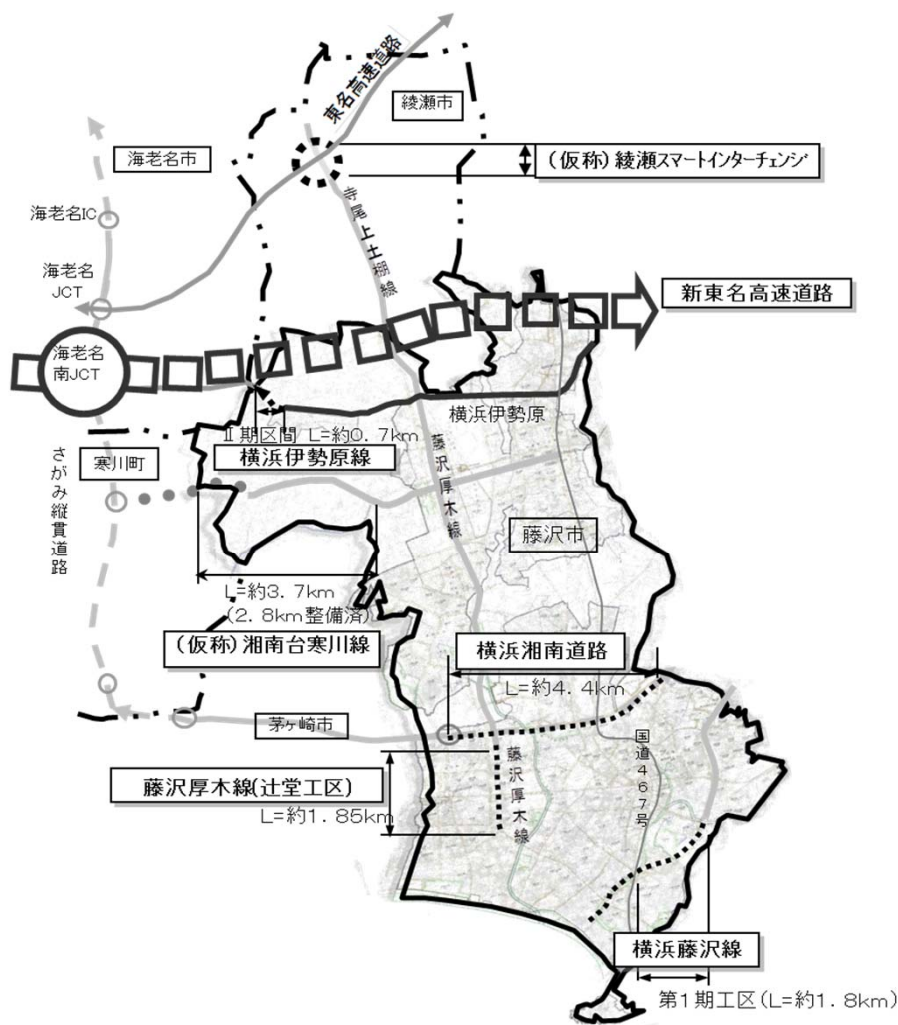 東名高速道路
綾瀬市
海老名市
(仮称)綾瀬スマートインターチェンジ
海老名IC
寺尾上土棚線
海老名
JCT
新東名高速道路
海老名
南JCT
横浜伊勢原
Ⅱ期区間 L=約0.7km
横浜伊勢原線
藤沢厚木線
さがみ縦貫道路
寒川町
藤沢市
L=約3.7km
(2.8km整備済)
(仮称)湘南台寒川線
横浜湘南道路
L=約4.4km
茅ヶ崎市
藤沢厚木線(辻堂工区)
L=約1.85km
藤沢厚木線
国道467号
横浜藤沢線
第1期工区(L=約1.8km)